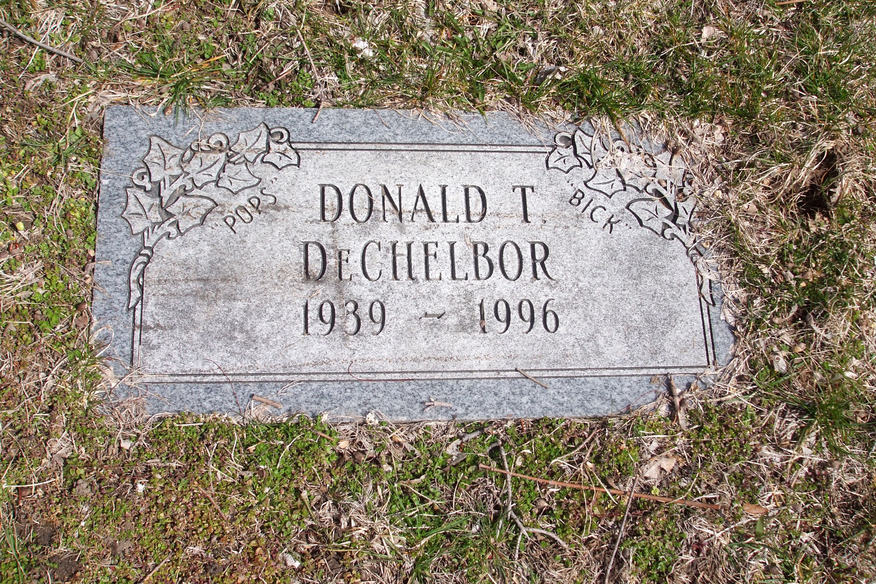 POPS
DONALD T.
BICK
DeCHELBOR
1939 - 1996